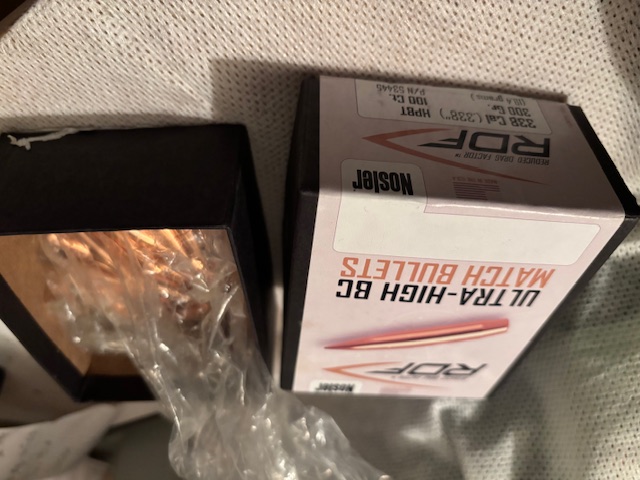 Nosler
RDF
ULTRA-HIGH BC
MATCH BULLETS
Nosler
RDF™
REDUCED DRAG FACTOR
338 Cal (.338")
300 Gr. HPBT
100 Ct.
P/N 53445